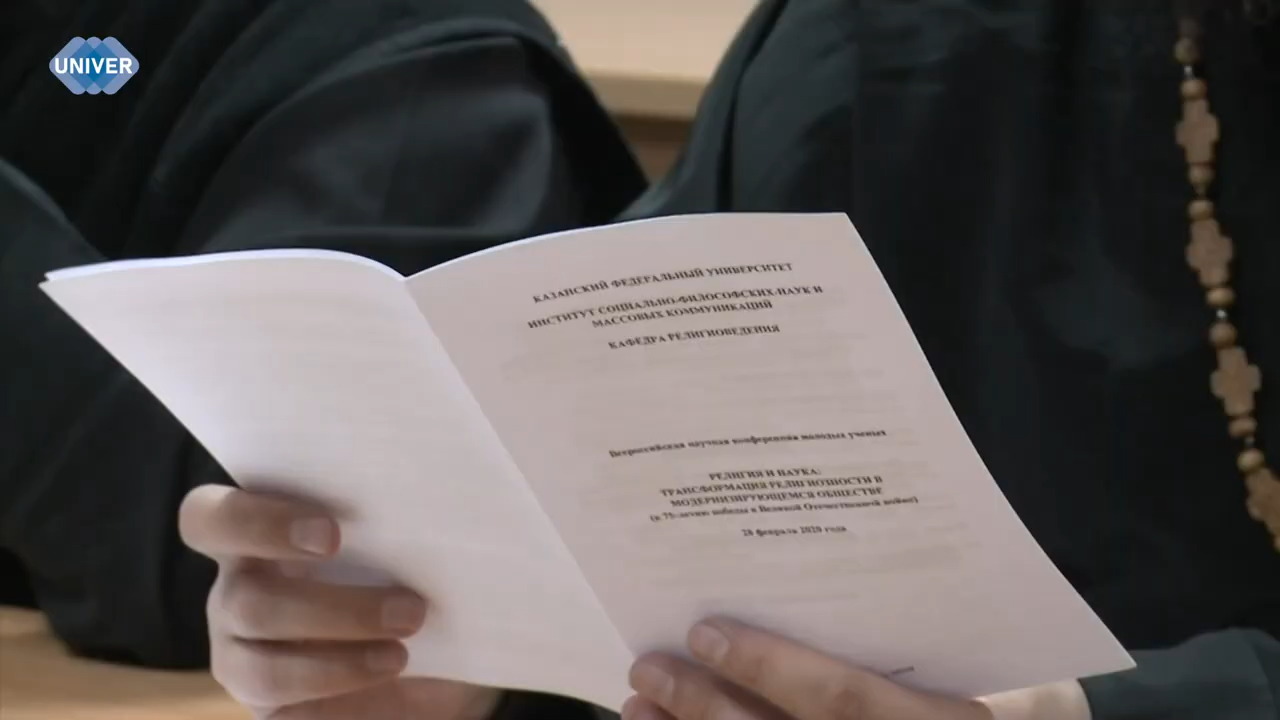 UNIVER
КАЗАНСКИЙ ФЕДЕРАЛЬНЫЙ УНИВЕРСИТЕТ
ИНСТИТУТ СОЦИАЛЬНО-ФИЛОСОФСКИХ НАУК И
МАССОВЫХ КОММУНИКАЦИЙ
КАФЕДРА РЕЛИГИОВЕДЕНИЯ
Всероссийская научная конференция молодых ученых
РЕЛИГИЯ И НАУКА:
ТРАНСФОРМАЦИЯ РЕЛИГИОЗНОСТИ В
МОДЕРНИЗИРУЮЩЕМСЯ ОБЩЕСТВЕ
(к 75-летию победы в Великой Отечественной войне)
28 февраля 2020 года